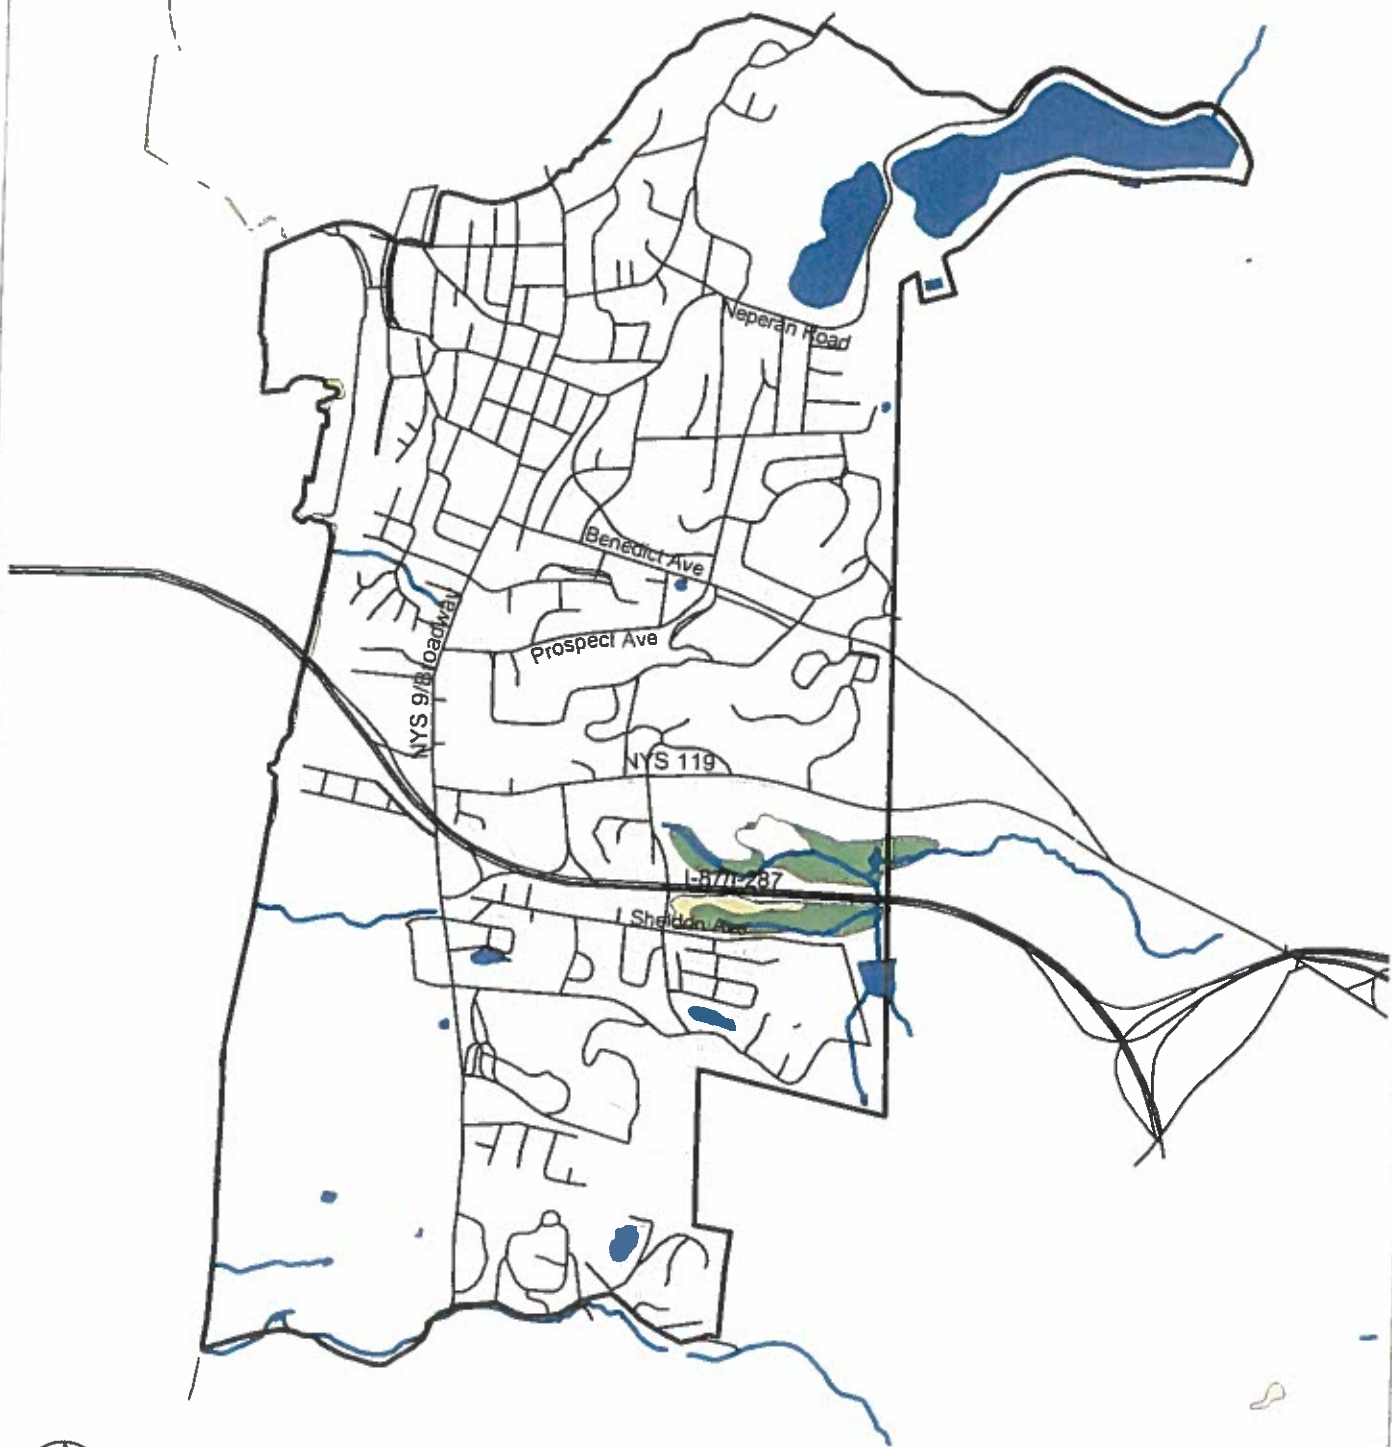 Neperan Road
Benedict Ave
NYS 9/Broadway
Prospect Ave
NYS 119
I-87/I-287
Sheldon Ave